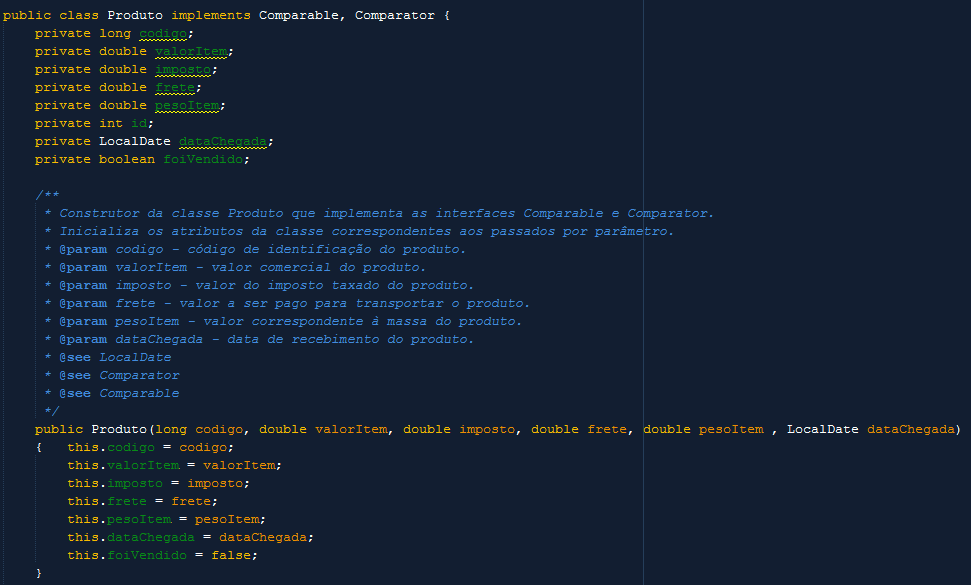 public class Produto implements Comparable, Comparator {
    private long codigo;
    private double valorItem;
    private double imposto;
    private double frete;
    private double pesoItem;
    private int id;
    private LocalDate dataChegada;
    private boolean foiVendido;

    /**
     * Construtor da classe Produto que implementa as interfaces Comparable e Comparator.
     * Inicializa os atributos da classe correspondentes aos passados por parâmetro.
     * @param codigo - código de identificação do produto.
     * @param valorItem - valor comercial do produto.
     * @param imposto - valor do imposto taxado do produto.
     * @param frete - valor a ser pago para transportar o produto.
     * @param pesoItem - valor correspondente à massa do produto.
     * @param dataChegada - data de recebimento do produto.
     * @see LocalDate
     * @see Comparator
     * @see Comparable
     */
    public Produto(long codigo, double valorItem, double imposto, double frete, double pesoItem , LocalDate dataChegada)
    {   this.codigo = codigo;
        this.valorItem = valorItem;
        this.imposto = imposto;
        this.frete = frete;
        this.pesoItem = pesoItem;
        this.dataChegada = dataChegada;
        this.foiVendido = false;
    }